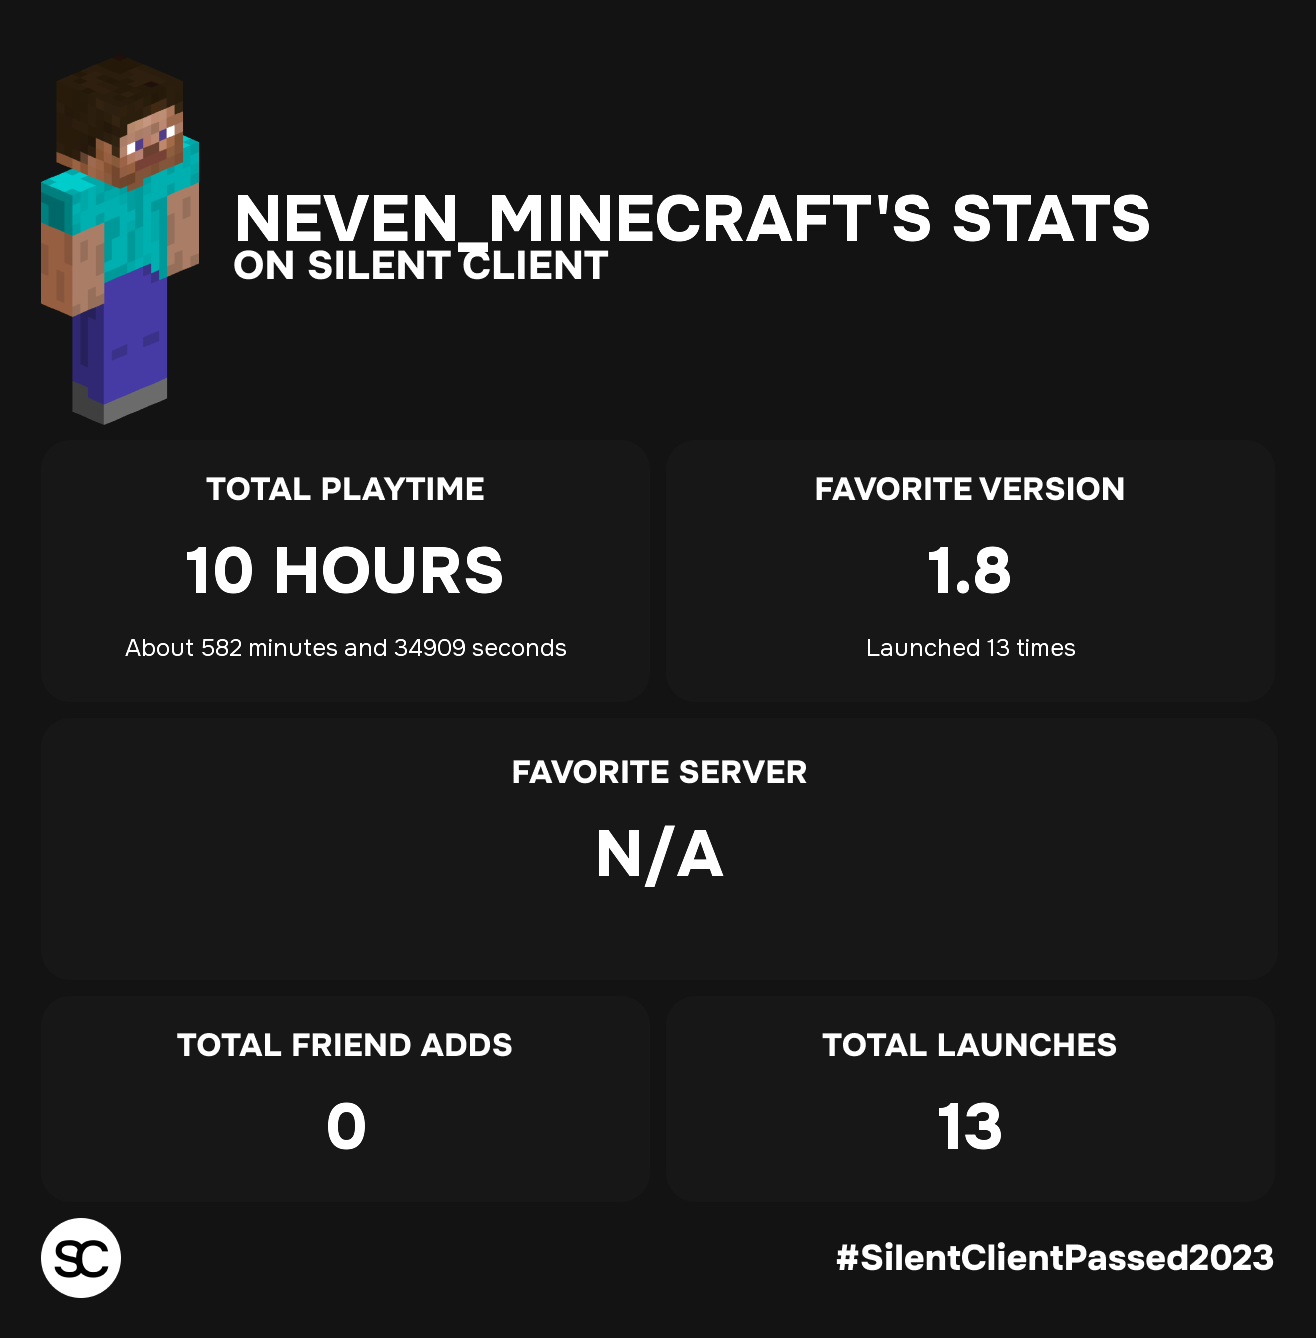 NEVEN_MINECRAFT'S STATS
ON SILENT CLIENT
TOTAL PLAYTIME
10 HOURS
About 582 minutes and 34909 seconds
FAVORITE VERSION
1.8
Launched 13 times
FAVORITE SERVER
N/A
TOTAL FRIEND ADDS
0
TOTAL LAUNCHES
13
SC
#SilentClientPassed2023